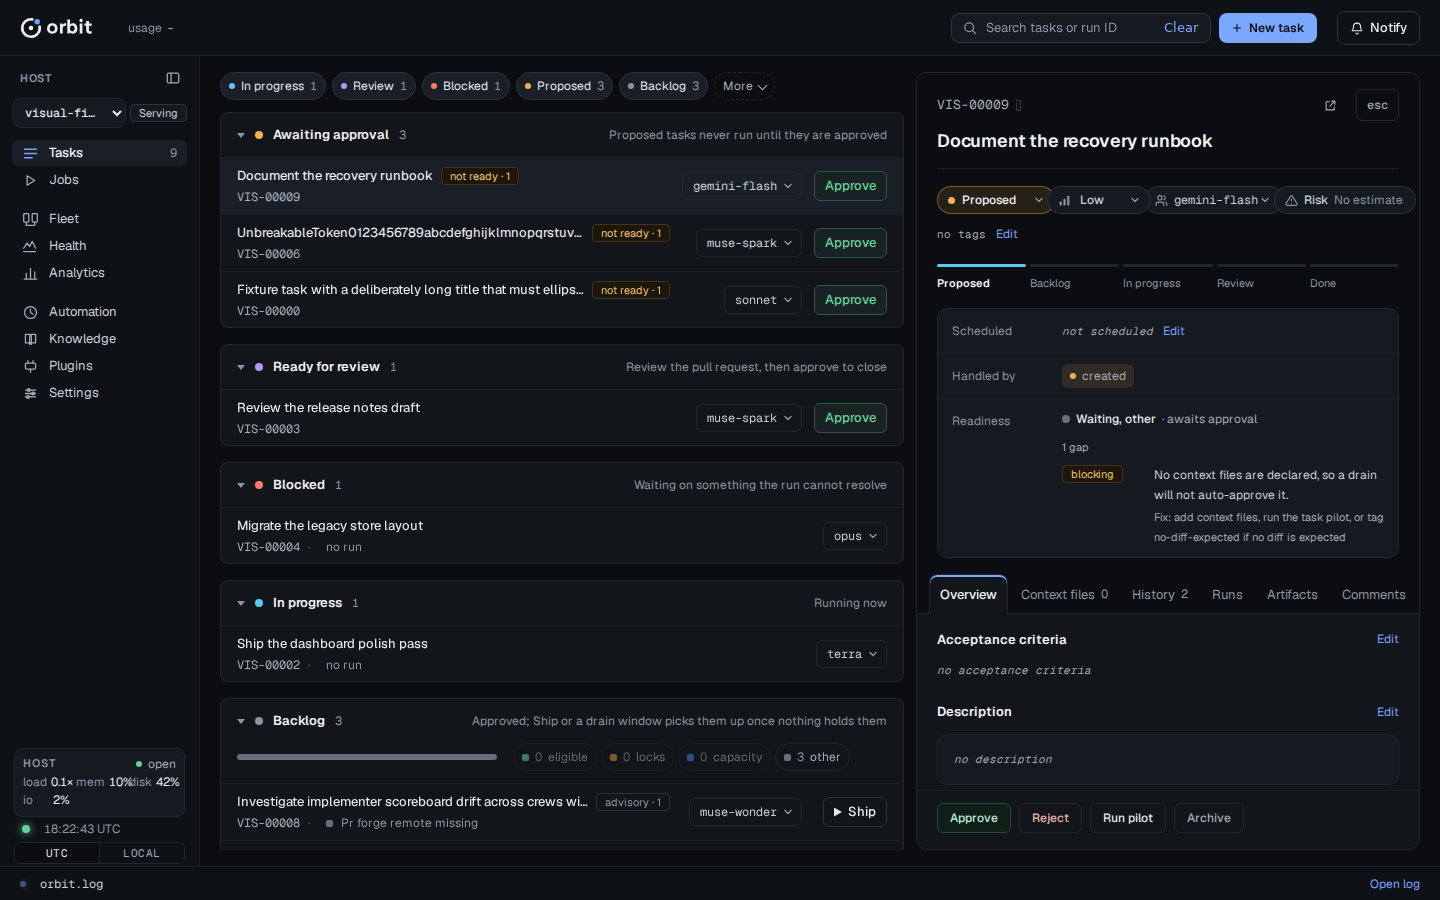 orbit
usage -
Search tasks or run ID
Clear
+ New task
Notify
HOST
visual-fi...
Serving
Tasks 9
Jobs
Fleet
Health
Analytics
Automation
Knowledge
Plugins
Settings
HOST open
load 0.1× mem 10% disk 42%
io 2%
18:22:43 UTC
UTC LOCAL
In progress 1
Review 1
Blocked 1
Proposed 3
Backlog 3
More
Awaiting approval 3
Proposed tasks never run until they are approved
Document the recovery runbook not ready · 1
VIS-00009
gemini-flash
Approve
UnbreakableToken0123456789abcdefghijklmnopqrstuv... not ready · 1
VIS-00006
muse-spark
Approve
Fixture task with a deliberately long title that must ellips... not ready · 1
VIS-00000
sonnet
Approve
Ready for review 1
Review the pull request, then approve to close
Review the release notes draft
VIS-00003
muse-spark
Approve
Blocked 1
Waiting on something the run cannot resolve
Migrate the legacy store layout
VIS-00004 · no run
opus
In progress 1
Running now
Ship the dashboard polish pass
VIS-00002 · no run
terra
Backlog 3
Approved; Ship or a drain window picks them up once nothing holds them
0 eligible
0 locks
0 capacity
3 other
Investigate implementer scoreboard drift across crews wi... advisory · 1
VIS-00008 · Pr forge remote missing
muse-wonder
Ship
VIS-00009
esc
Document the recovery runbook
Proposed
Low
gemini-flash
Risk No estimate
no tags Edit
Proposed
Backlog
In progress
Review
Done
Scheduled not scheduled Edit
Handled by created
Readiness Waiting, other · awaits approval
1 gap
blocking No context files are declared, so a drain
will not auto-approve it.
Fix: add context files, run the task pilot, or tag
no-diff-expected if no diff is expected
Overview
Context files 0
History 2
Runs
Artifacts
Comments
Acceptance criteria Edit
no acceptance criteria
Description Edit
no description
Approve
Reject
Run pilot
Archive
orbit.log
Open log